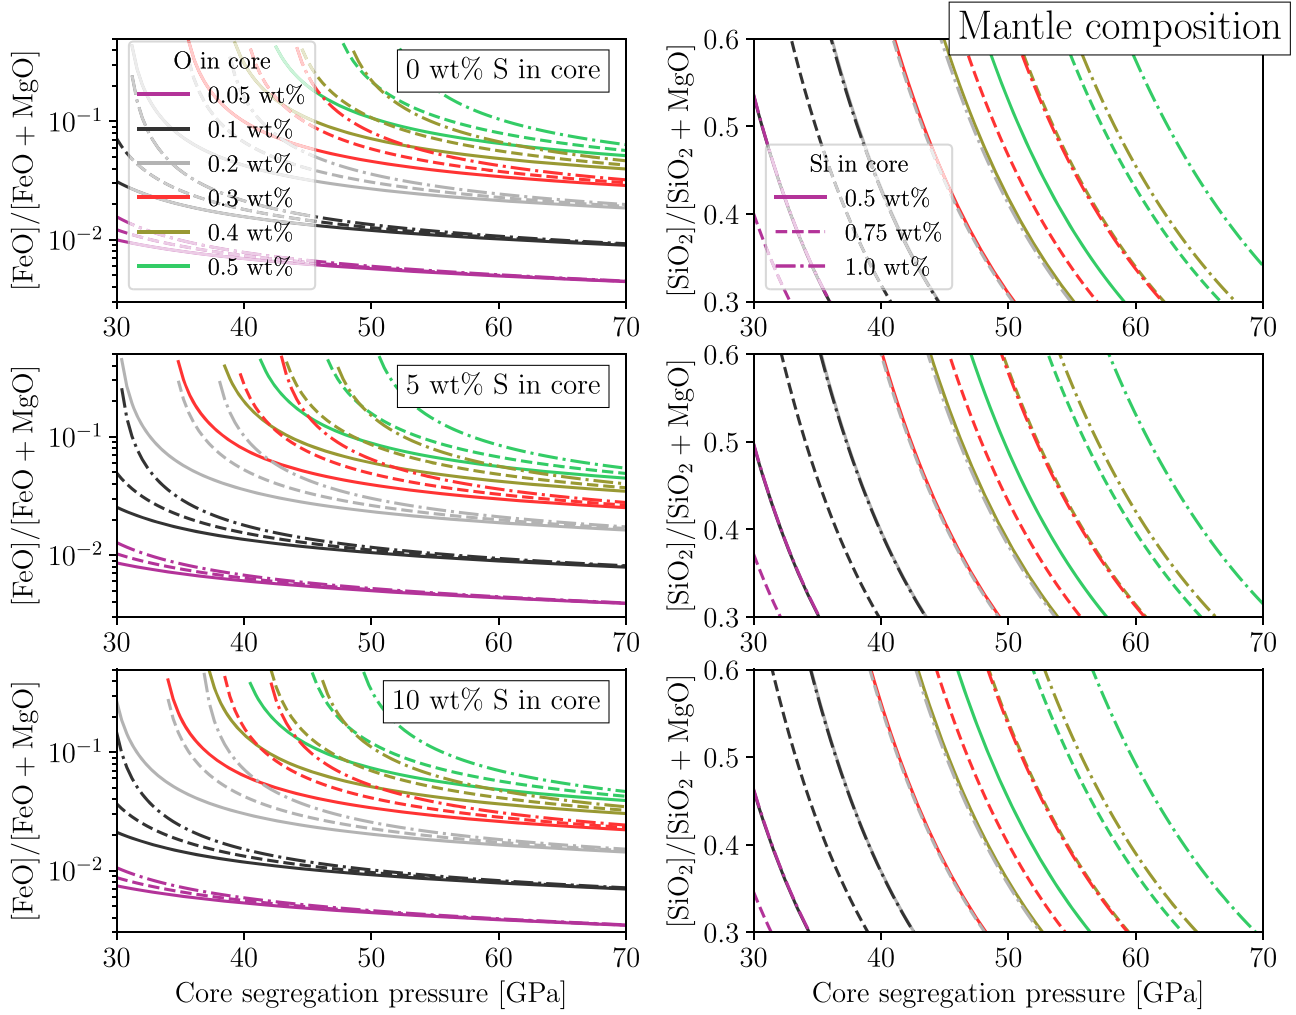 Mantle composition
[FeO]/[FeO + MgO]
10⁻¹
10⁻²
O in core
0.05 wt%
0.1 wt%
0.2 wt%
0.3 wt%
0.4 wt%
0.5 wt%
0 wt% S in core
30 40 50 60 70
[SiO₂]/[SiO₂ + MgO]
0.6
0.5
0.4
0.3
Si in core
0.5 wt%
0.75 wt%
1.0 wt%
30 40 50 60 70
[FeO]/[FeO + MgO]
10⁻¹
10⁻²
5 wt% S in core
30 40 50 60 70
[SiO₂]/[SiO₂ + MgO]
0.6
0.5
0.4
0.3
30 40 50 60 70
[FeO]/[FeO + MgO]
10⁻¹
10⁻²
10 wt% S in core
30 40 50 60 70
Core segregation pressure [GPa]
[SiO₂]/[SiO₂ + MgO]
0.6
0.5
0.4
0.3
30 40 50 60 70
Core segregation pressure [GPa]